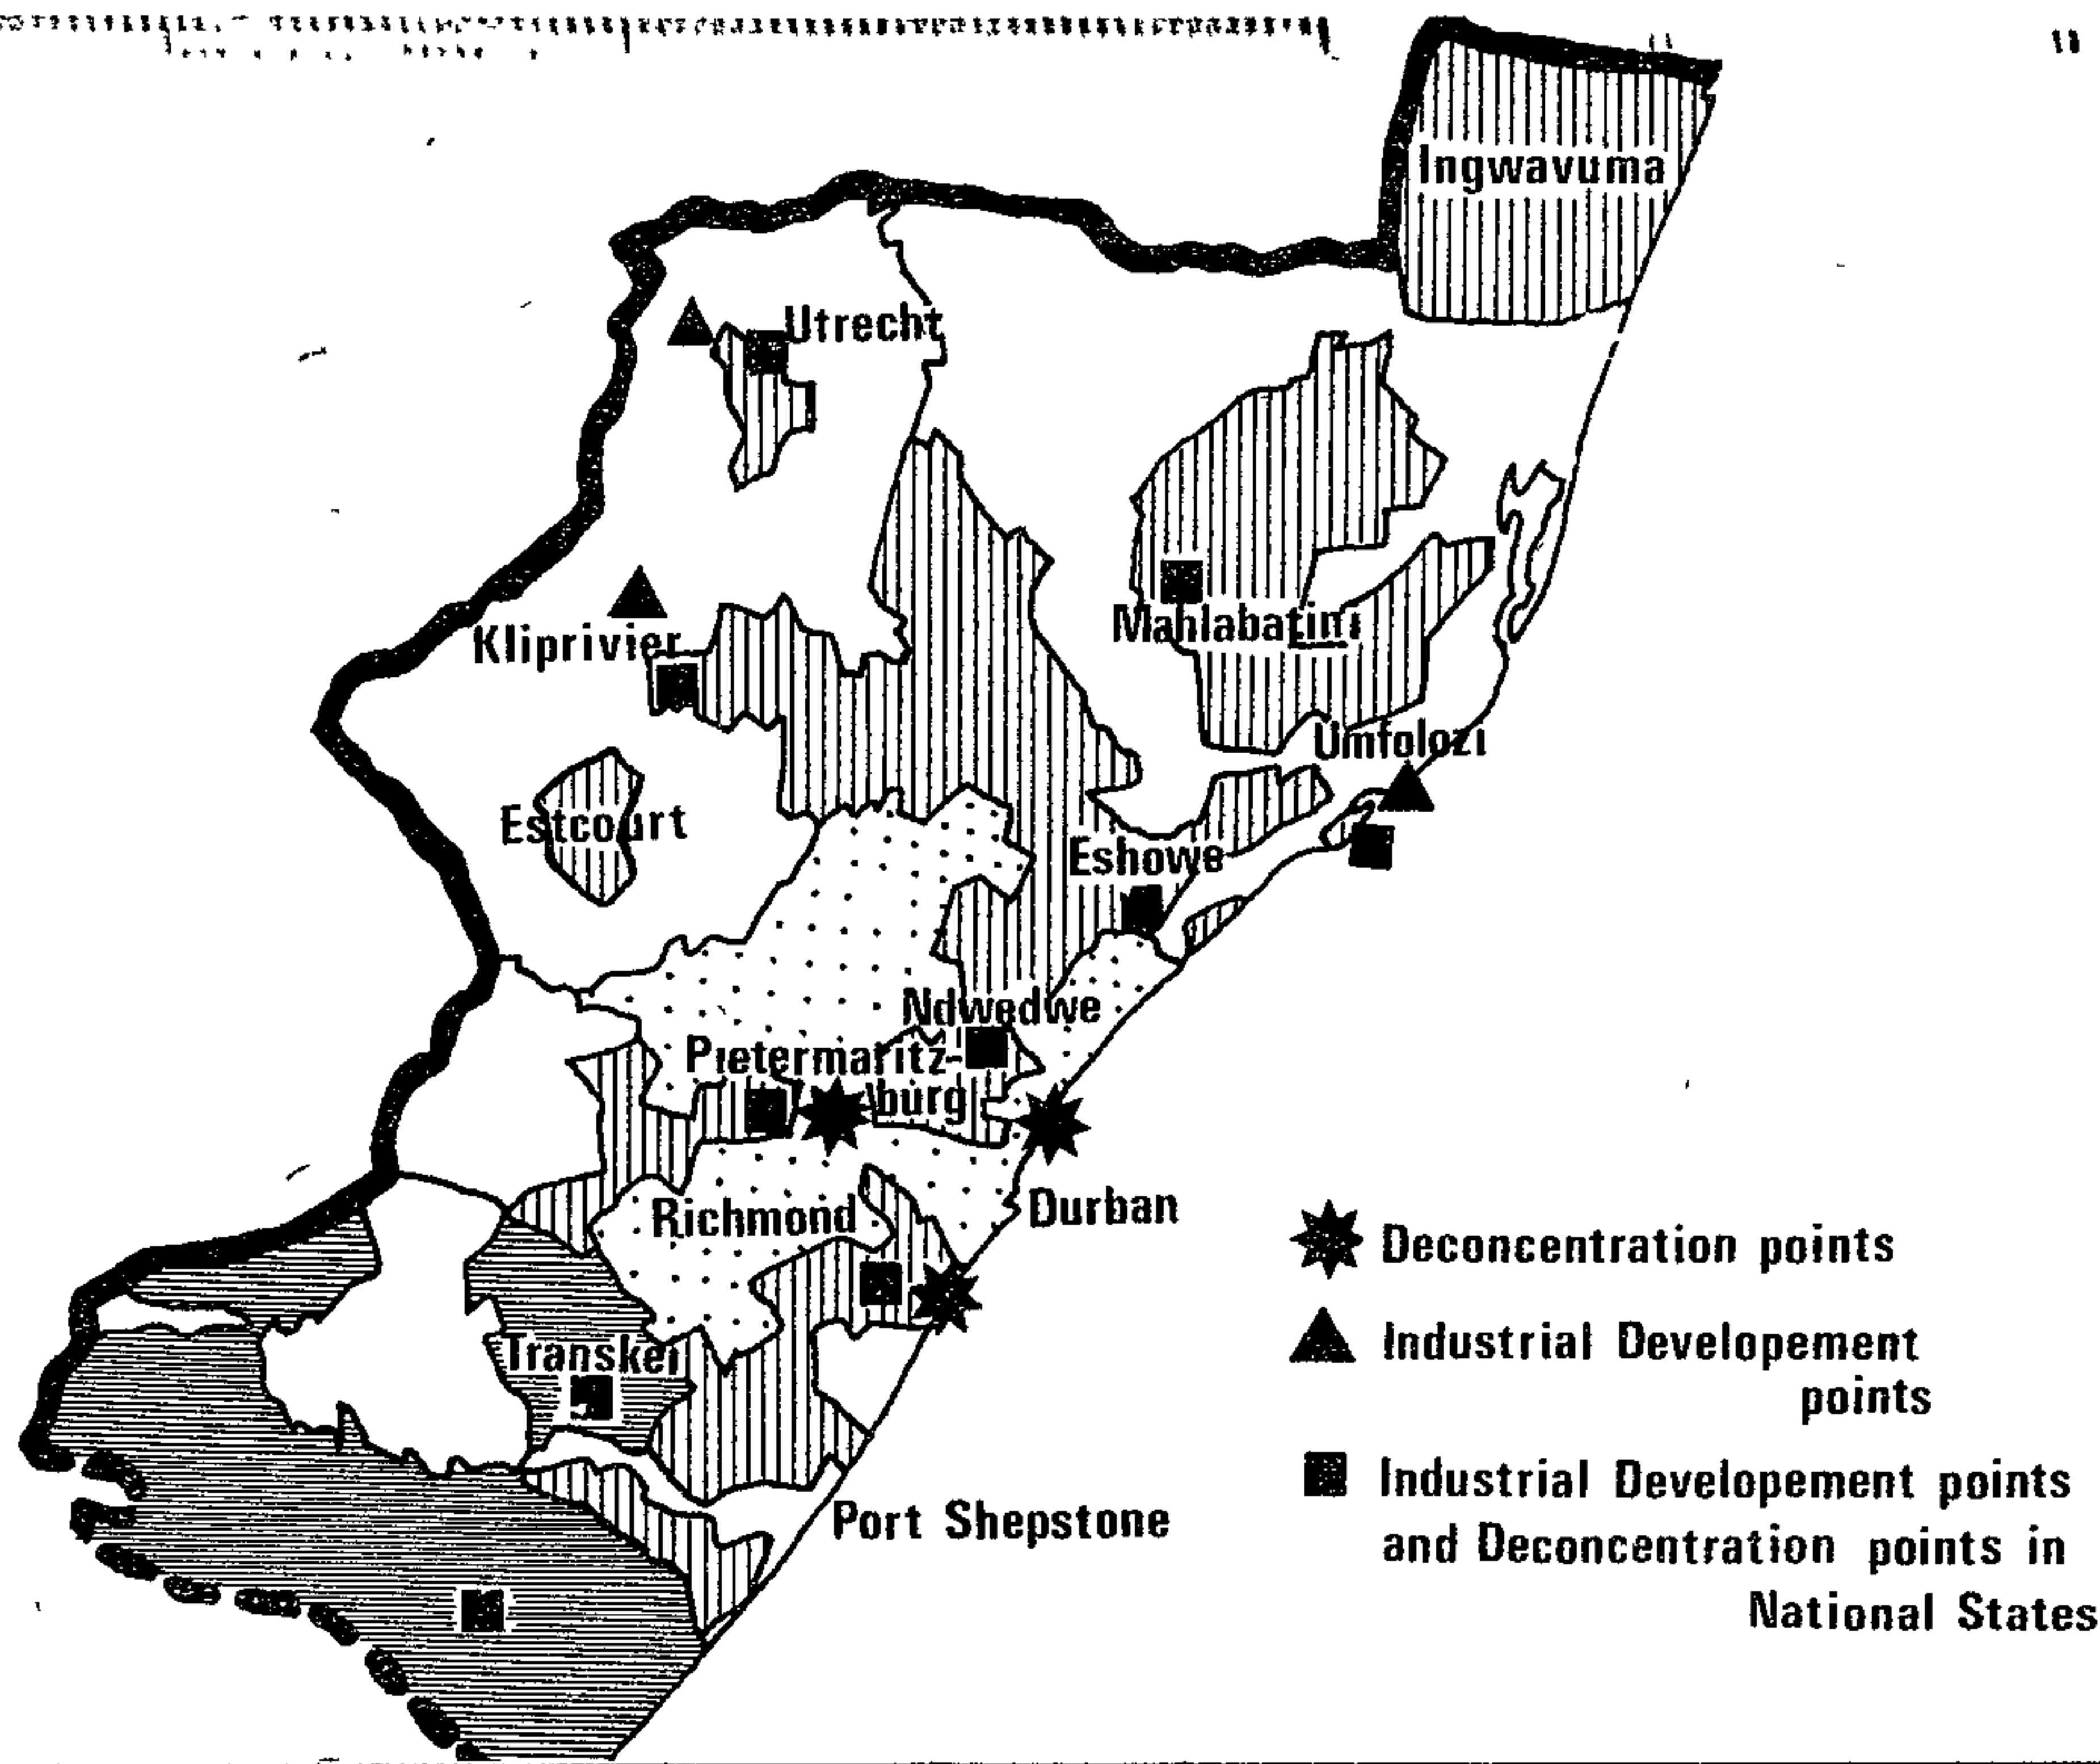 Ingwavuma
Utrecht
Kliprivier
Mahlabatini
Umfolozi
Estcourt
Eshowe
Ndwedwe
Pietermaritz-
burg
Richmond
Durban
Transkei
Port Shepstone
Deconcentration points
Industrial Developement
points
Industrial Developement points
and Deconcentration points in
National States